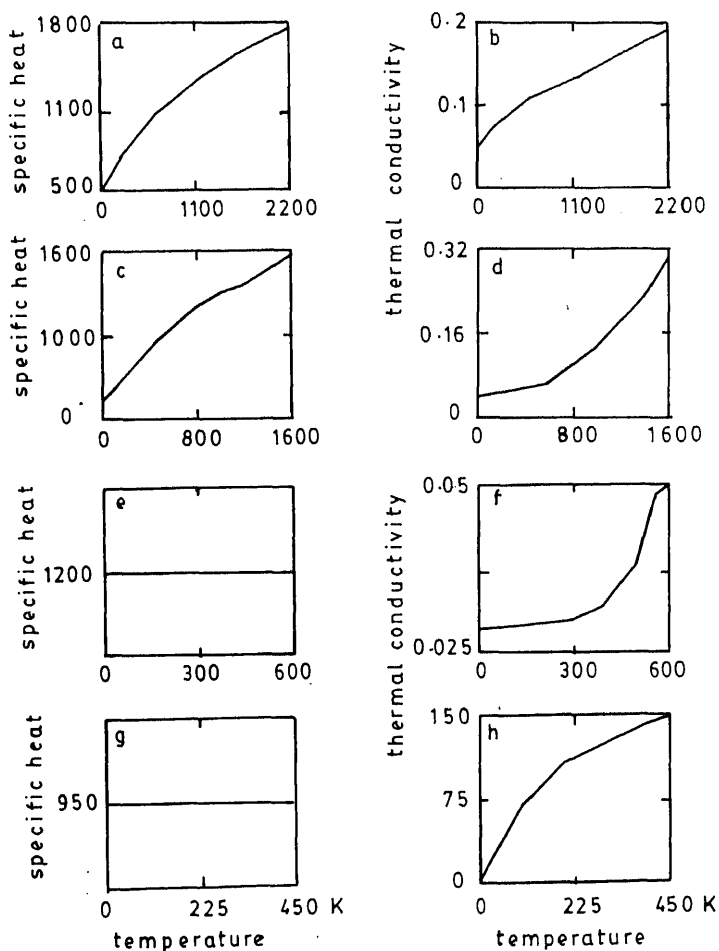 specific heat
1800
1100
500
a
0 1100 2200
thermal conductivity
0.2
0.1
0
b
0 1100 2200
specific heat
1600
1000
0
c
0 800 1600
0.32
0.16
0
d
0 800 1600
specific heat
1200
e
0 300 600
thermal conductivity
0.05
0.025
f
0 300 600
specific heat
950
g
0 225 450 K
temperature
150
75
0
h
0 225 450 K
temperature